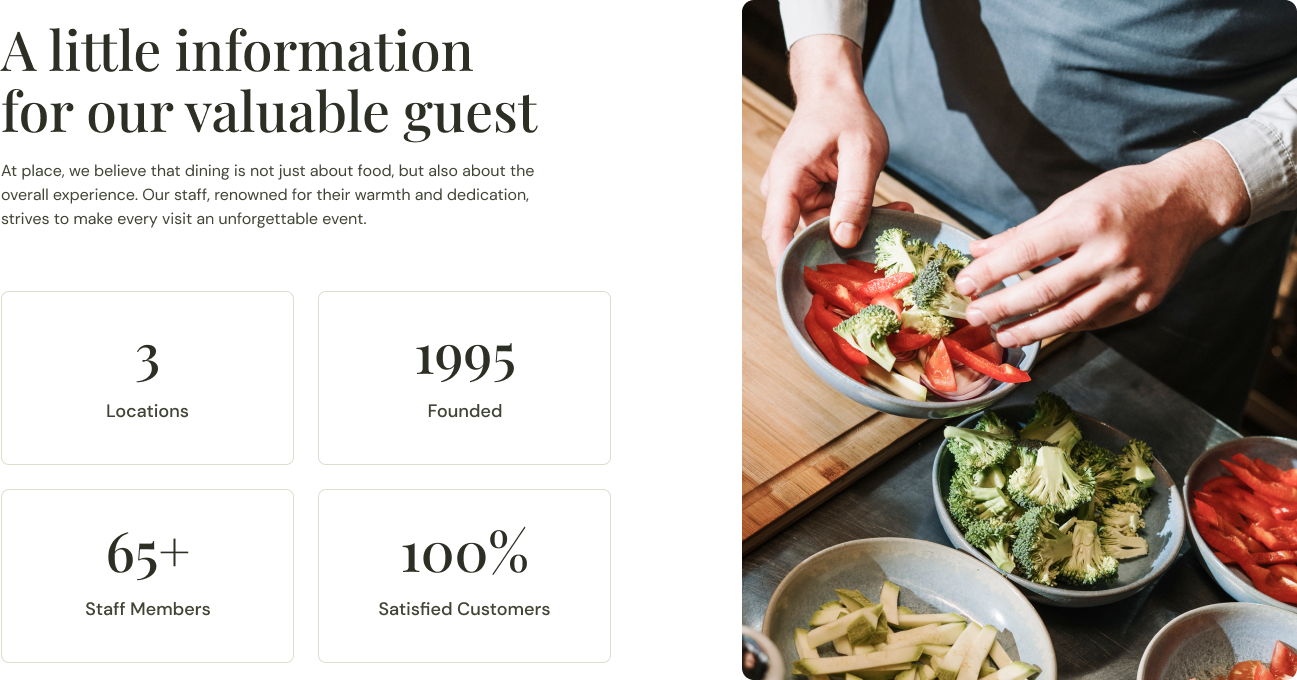 A little information
for our valuable guest
At place, we believe that dining is not just about food, but also about the
overall experience. Our staff, renowned for their warmth and dedication,
strives to make every visit an unforgettable event.
3
Locations
1995
Founded
65+
Staff Members
100%
Satisfied Customers